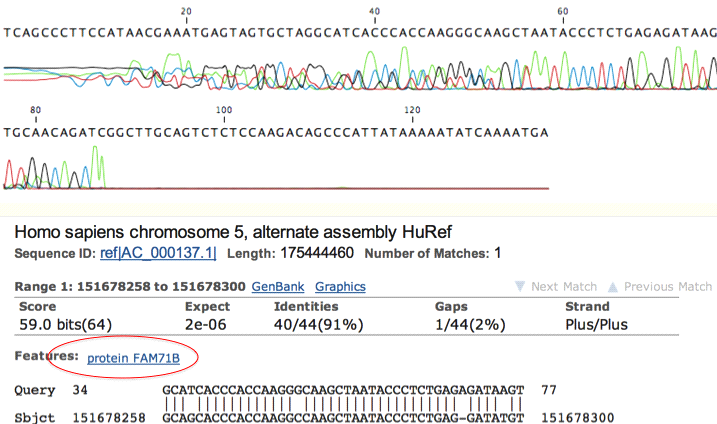 20 40 60
TCAGCCCTTCCATAACGAAATGAGTAGTGCTAGGCATCACCCACCAAGGGCAAGCTAATACCCTCTGAGAGATAAG
80 100 120
TGCAACAGATCGGCTTGCAGTCTCTCCAAGACAGCCCATTATAAAAATATCAAAATGA
Homo sapiens chromosome 5, alternate assembly HuRef
Sequence ID: ref|AC_000137.1| Length: 175444460 Number of Matches: 1
Range 1: 151678258 to 151678300 GenBank Graphics Next Match Previous Match
Score Expect Identities Gaps Strand
59.0 bits(64) 2e-06 40/44(91%) 1/44(2%) Plus/Plus
Features: protein FAM71B
Query 34 GCATCACCCACCAAGGGCAAGCTAATACCCTCTGAGAGATAAGT 77
Sbjct 151678258 GCAGCACCCACCAAGGCCAAGCTAATACCCTCTGAG-GATATGT 151678300